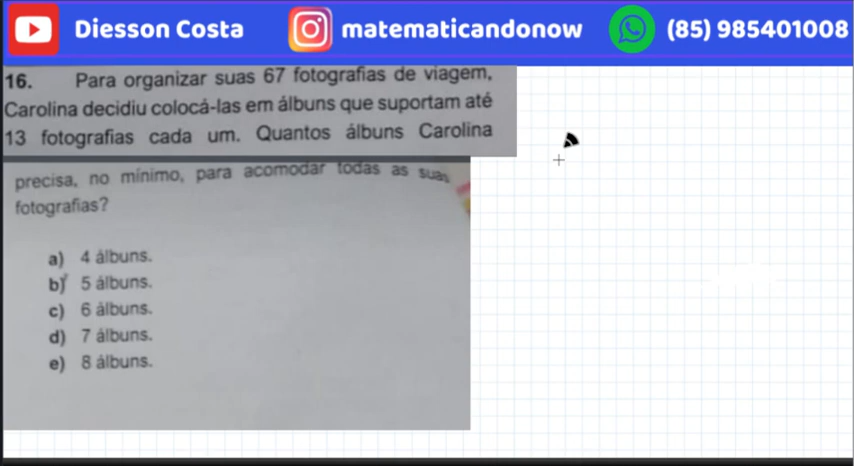 Diesson Costa matematicandonow (85) 985401008
16. Para organizar suas 67 fotografias de viagem,
Carolina decidiu colocá-las em álbuns que suportam até
13 fotografias cada um. Quantos álbuns Carolina
precisa, no mínimo, para acomodar todas as suas
fotografias?
a) 4 álbuns.
b) 5 álbuns.
c) 6 álbuns.
d) 7 álbuns.
e) 8 álbuns.